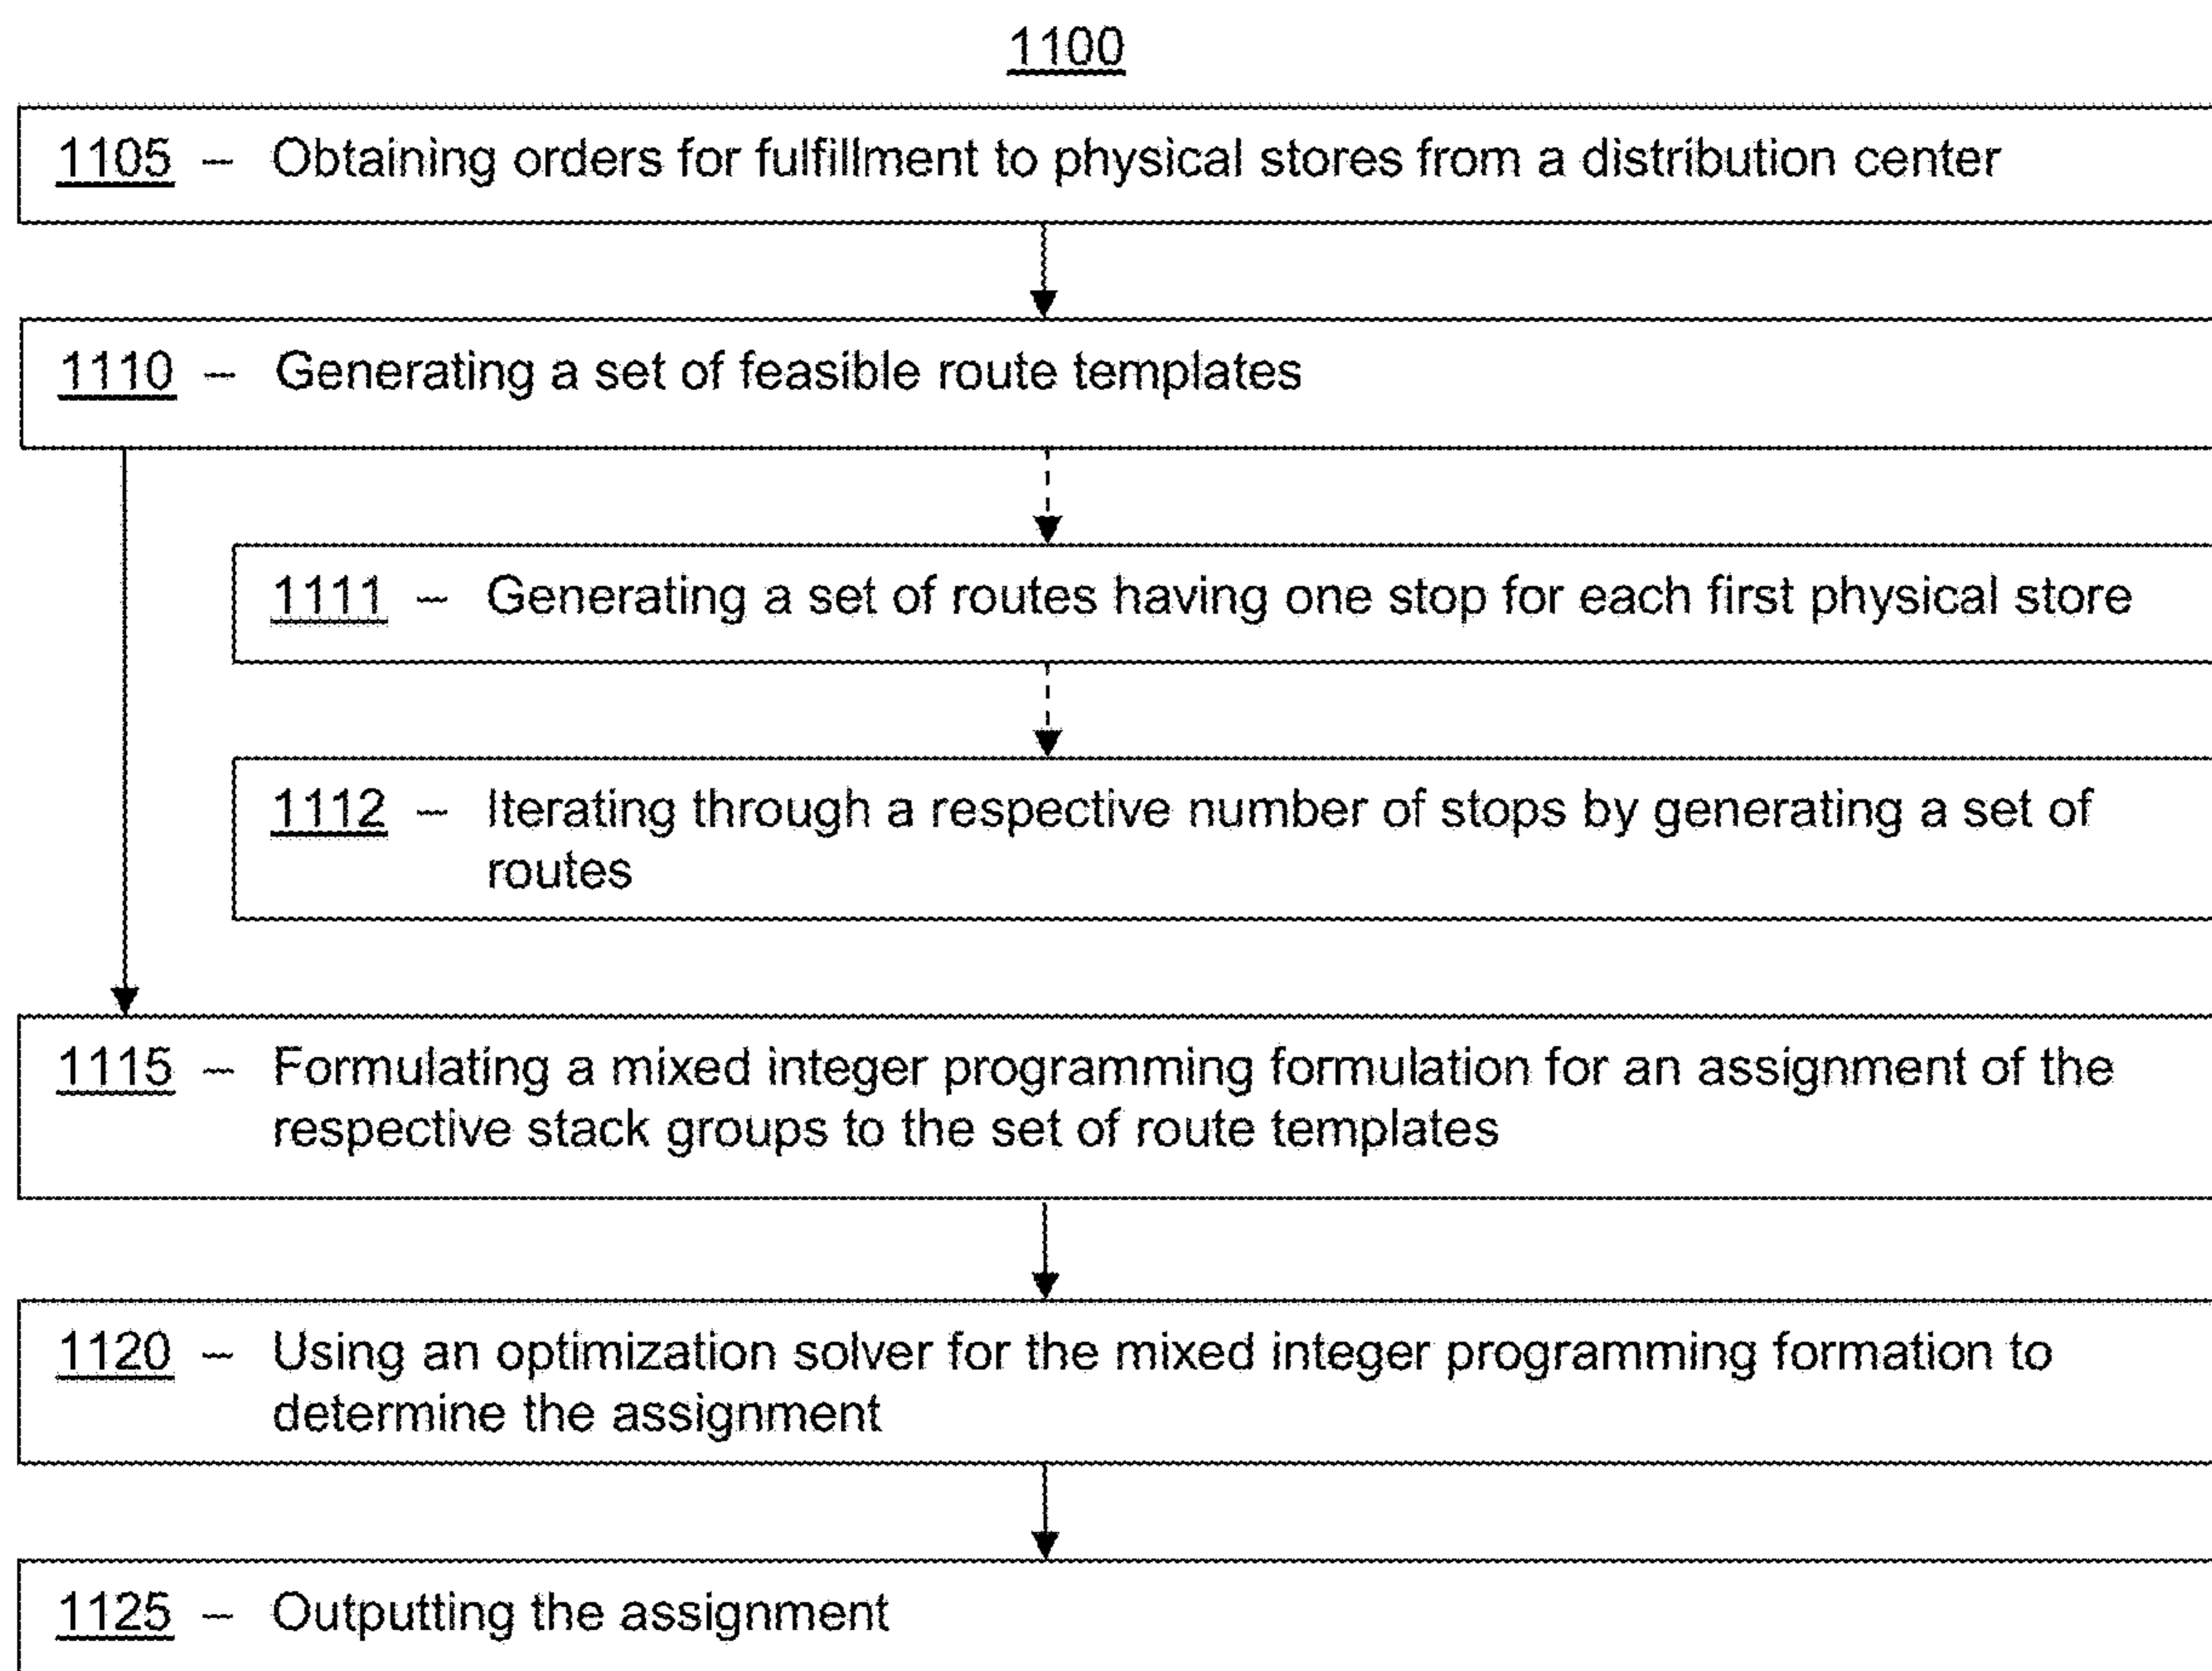 1100
1105 – Obtaining orders for fulfillment to physical stores from a distribution center
1110 – Generating a set of feasible route templates
1111 – Generating a set of routes having one stop for each first physical store
1112 – Iterating through a respective number of stops by generating a set of
routes
1115 – Formulating a mixed integer programming formulation for an assignment of the
respective stack groups to the set of route templates
1120 – Using an optimization solver for the mixed integer programming formation to
determine the assignment
1125 – Outputting the assignment